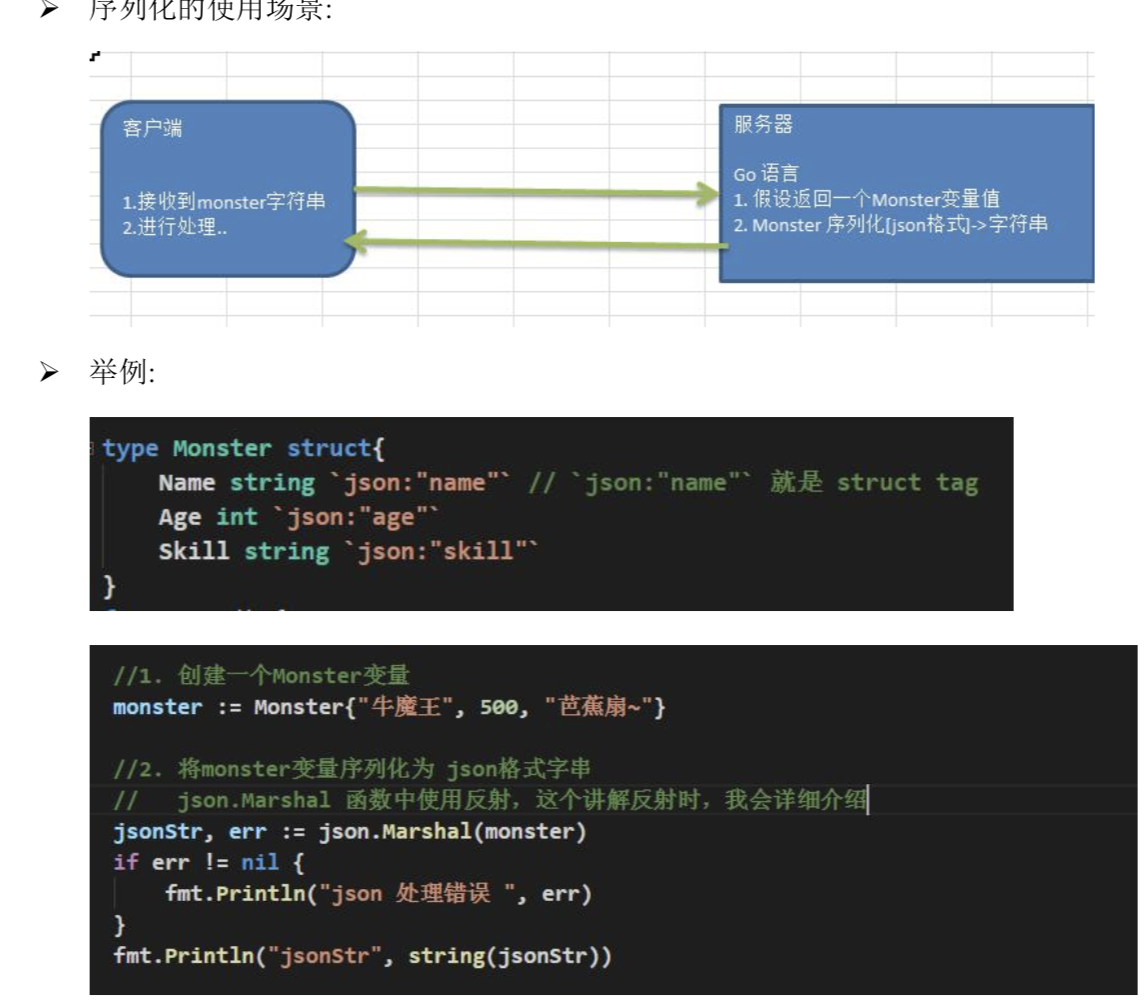 ➢ 序列化的使用场景:
客户端
1.接收到monster字符串
2.进行处理..
服务器
Go 语言
1. 假设返回一个Monster变量值
2. Monster 序列化[json格式]->字符串
➢ 举例:
type Monster struct{
Name string `json:"name"` // `json:"name"` 就是 struct tag
Age int `json:"age"`
Skill string `json:"skill"`
}
//1. 创建一个Monster变量
monster := Monster{"牛魔王", 500, "芭蕉扇~"}
//2. 将monster变量序列化为 json格式字串
// json.Marshal 函数中使用反射，这个讲解反射时，我会详细介绍
jsonStr, err := json.Marshal(monster)
if err != nil {
fmt.Println("json 处理错误 ", err)
}
fmt.Println("jsonStr", string(jsonStr))